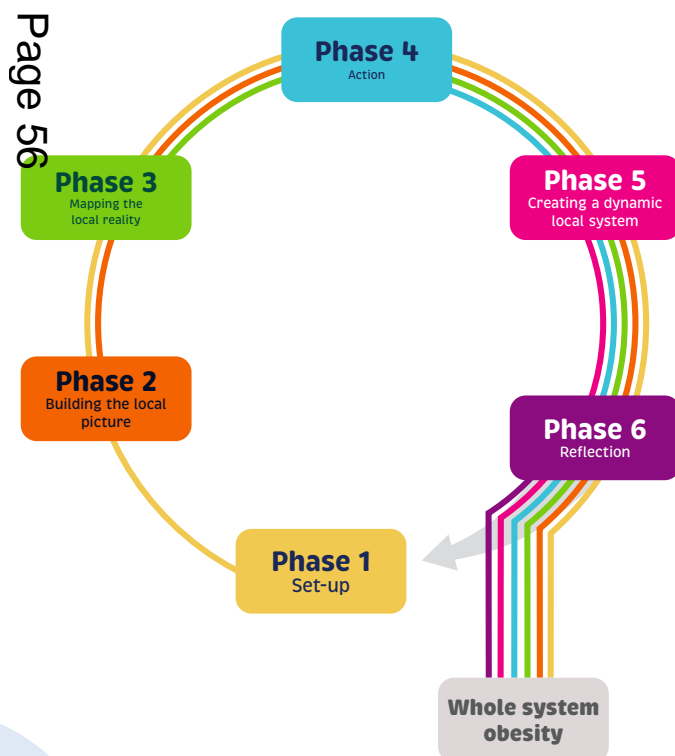 Page 56
Phase 4
Action
Phase 3
Mapping the
local reality
Phase 5
Creating a dynamic
local system
Phase 2
Building the local
picture
Phase 6
Reflection
Phase 1
Set-up
Whole system
obesity